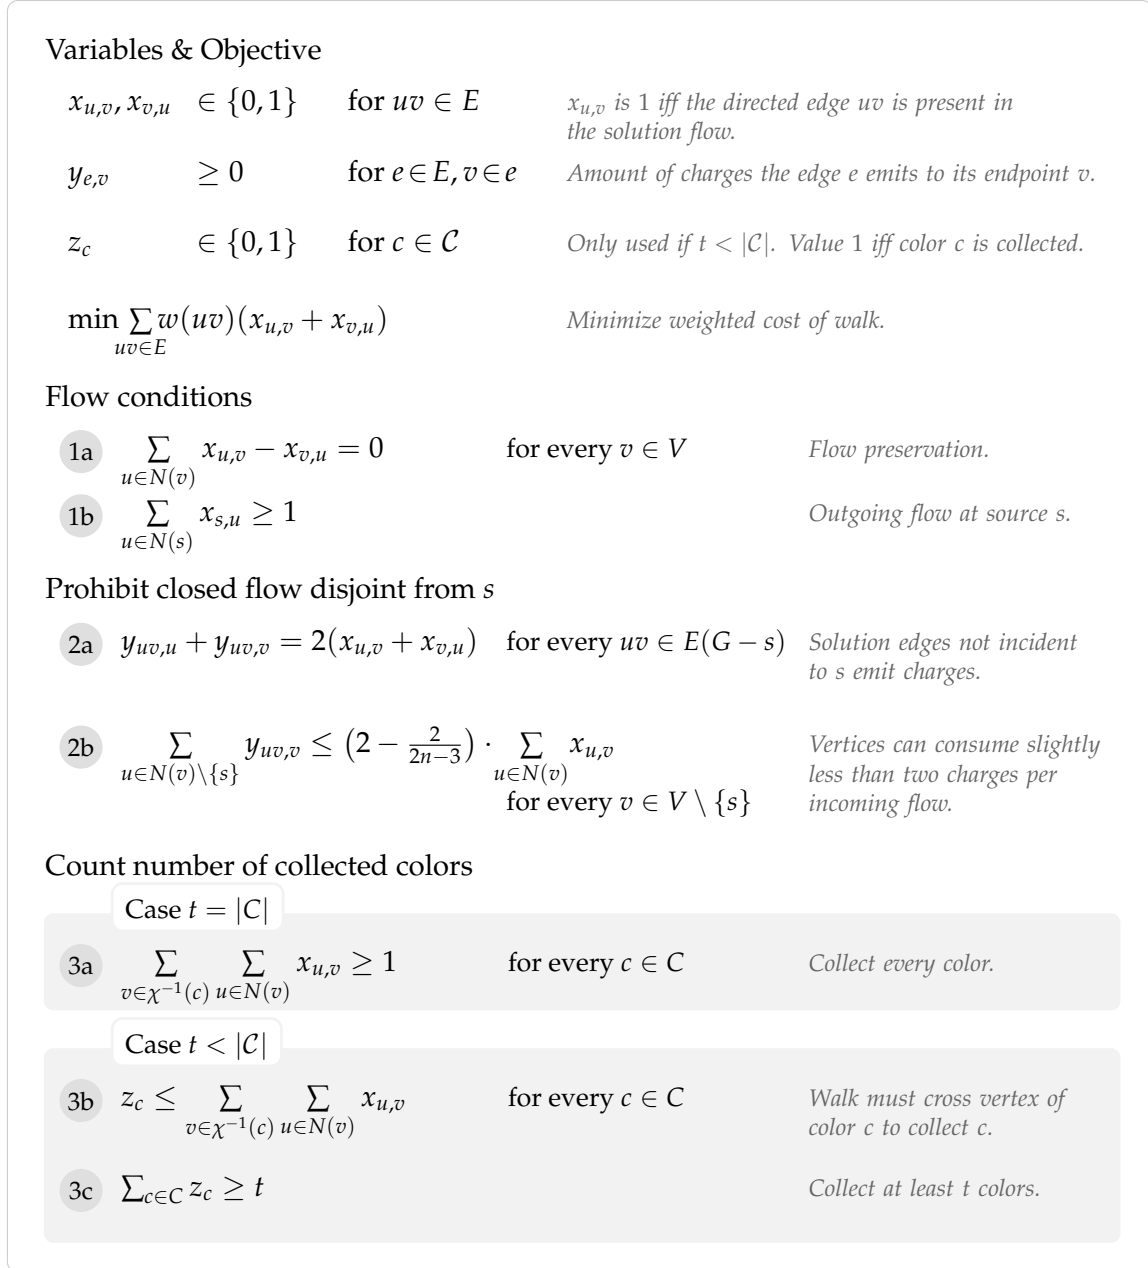 Variables & Objective
x_{u,v}, x_{v,u} ∈ {0, 1} for uv ∈ E x_{u,v} is 1 iff the directed edge uv is present in
the solution flow.
y_{e,v} ≥ 0 for e ∈ E, v ∈ e Amount of charges the edge e emits to its endpoint v.
z_c ∈ {0, 1} for c ∈ 𝒞 Only used if t < |𝒞|. Value 1 iff color c is collected.
min ∑_{uv∈E} w(uv)(x_{u,v} + x_{v,u}) Minimize weighted cost of walk.
Flow conditions
1a ∑_{u∈N(v)} x_{u,v} − x_{v,u} = 0 for every v ∈ V Flow preservation.
1b ∑_{u∈N(s)} x_{s,u} ≥ 1 Outgoing flow at source s.
Prohibit closed flow disjoint from s
2a y_{uv,u} + y_{uv,v} = 2(x_{u,v} + x_{v,u}) for every uv ∈ E(G − s) Solution edges not incident
to s emit charges.
2b ∑_{u∈N(v)\{s}} y_{uv,v} ≤ (2 − \frac{2}{2n−3}) · ∑_{u∈N(v)} x_{u,v} Vertices can consume slightly
less than two charges per
for every v ∈ V \ {s} incoming flow.
Count number of collected colors
Case t = |C|
3a ∑_{v∈χ^{−1}(c)} ∑_{u∈N(v)} x_{u,v} ≥ 1 for every c ∈ C Collect every color.
Case t < |𝒞|
3b z_c ≤ ∑_{v∈χ^{−1}(c)} ∑_{u∈N(v)} x_{u,v} for every c ∈ C Walk must cross vertex of
color c to collect c.
3c ∑_{c∈C} z_c ≥ t Collect at least t colors.